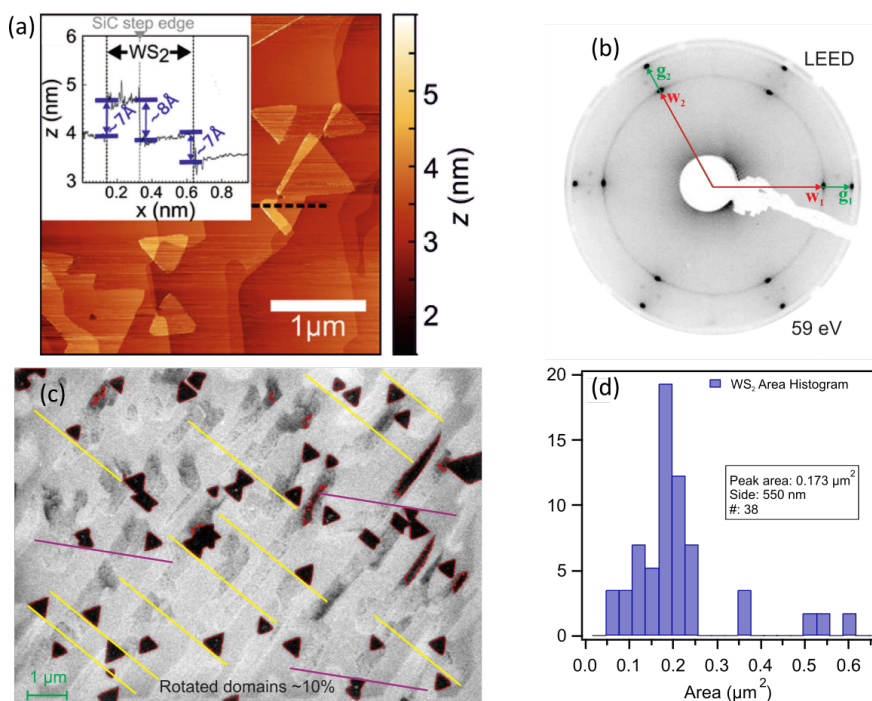 (a)
SiC step edge
WS2
z (nm)
6
5
4
3
~7Å
~8Å
~7Å
0.2
0.4
0.6
0.8
x (nm)
1µm
5
4
3
2
z (nm)
(b)
LEED
g2
w2
w1
g1
59 eV
(c)
1 µm
Rotated domains ~10%
(d)
WS2 Area Histogram
Peak area: 0.173 µm2
Side: 550 nm
#: 38
20
15
10
5
0
0.0 0.1 0.2 0.3 0.4 0.5 0.6
Area (µm2)